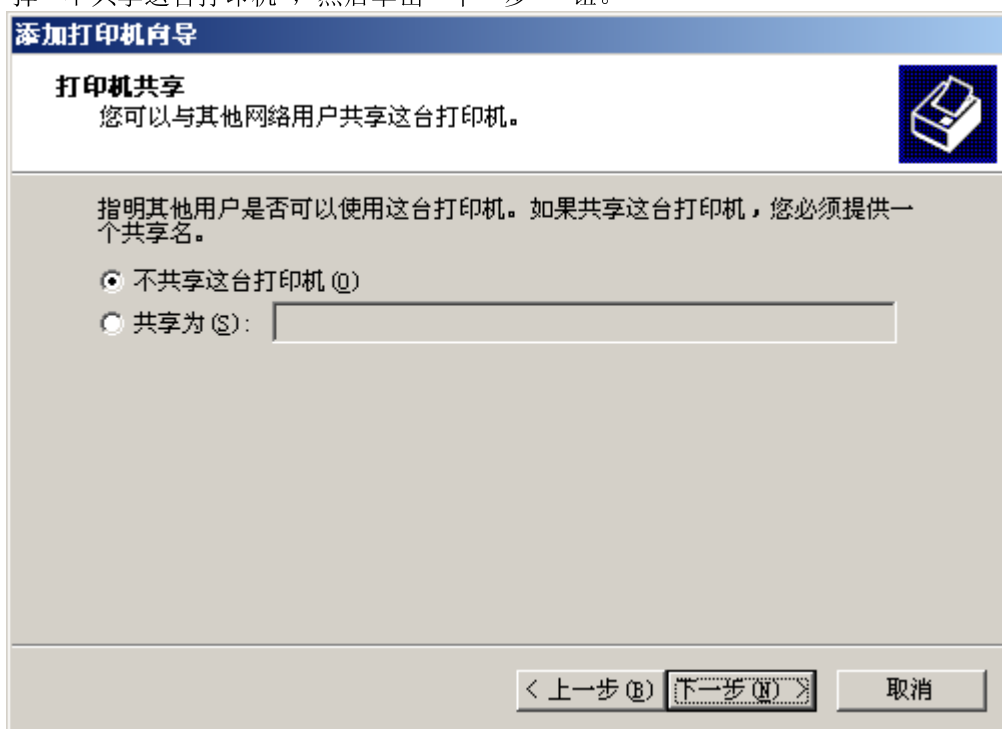 添加打印机向导
打印机共享
您可以与其他网络用户共享这台打印机。
指明其他用户是否可以使用这台打印机。如果共享这台打印机，您必须提供一
个共享名。
不共享这台打印机(O)
共享为(S):
< 上一步(B) 下一步(N) > 取消